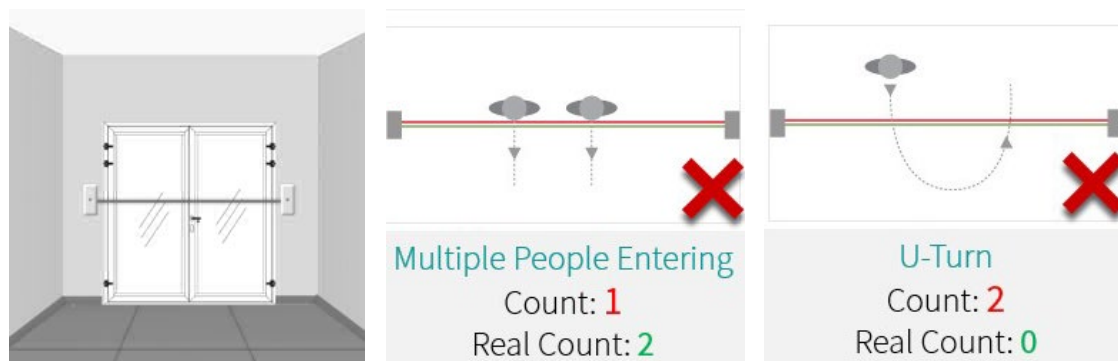 Multiple People Entering
Count: 1
Real Count: 2
U-Turn
Count: 2
Real Count: 0